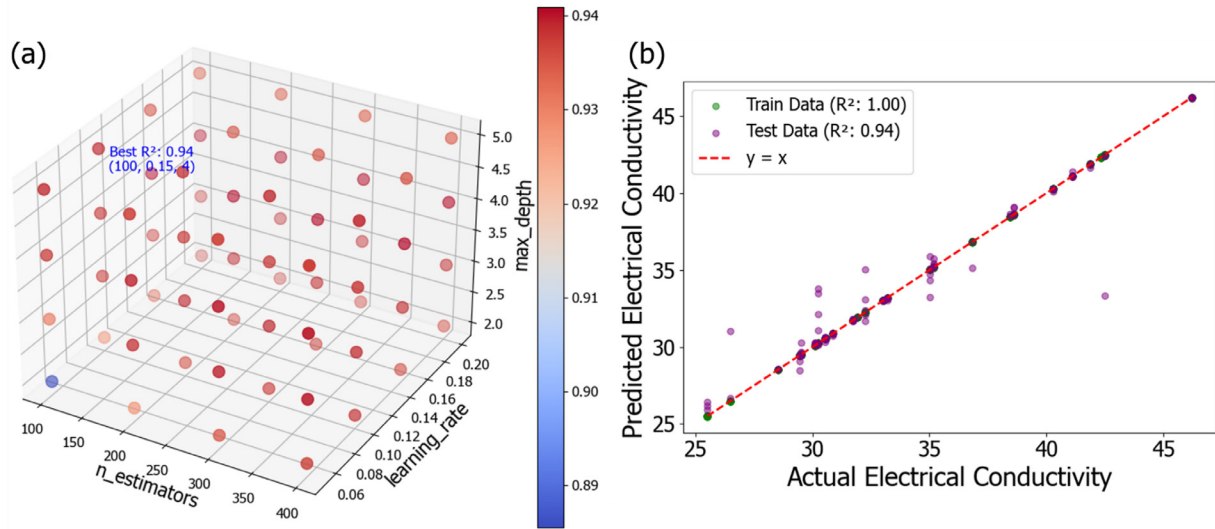 (a)
Best R²: 0.94
(100, 0.15, 4)
5.0
4.5
4.0
3.5
3.0
2.5
2.0
max_depth
0.20
0.18
0.16
0.14
0.12
0.10
0.08
0.06
learning_rate
100
150
200
250
300
350
400
n_estimators
0.94
0.93
0.92
0.91
0.90
0.89
(b)
Train Data (R²: 1.00)
Test Data (R²: 0.94)
y = x
Predicted Electrical Conductivity
45
40
35
30
25
25 30 35 40 45
Actual Electrical Conductivity